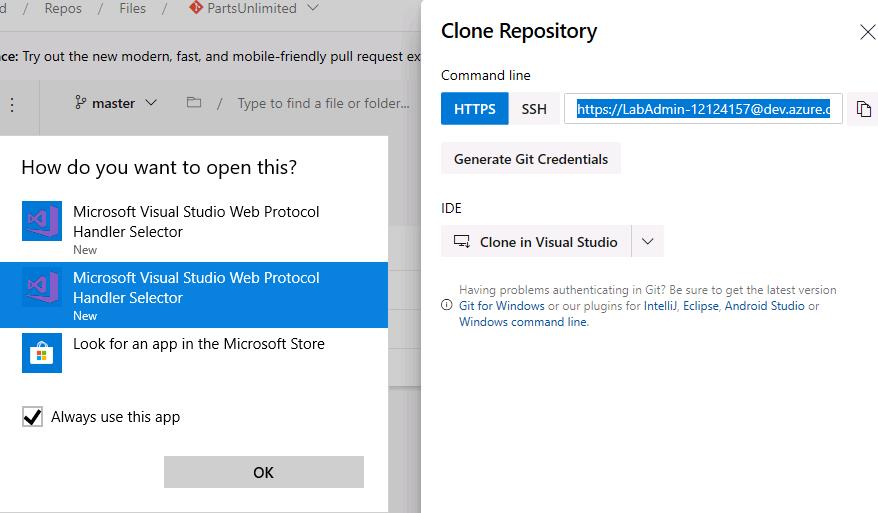 d / Repos / Files / PartsUnlimited
ce: Try out the new modern, fast, and mobile-friendly pull request ex
master / Type to find a file or folder...
How do you want to open this?
Microsoft Visual Studio Web Protocol
Handler Selector
New
Microsoft Visual Studio Web Protocol
Handler Selector
New
Look for an app in the Microsoft Store
Always use this app
OK
Clone Repository
Command line
HTTPS SSH https://LabAdmin-12124157@dev.azure.c
Generate Git Credentials
IDE
Clone in Visual Studio
Having problems authenticating in Git? Be sure to get the latest version
Git for Windows or our plugins for IntelliJ, Eclipse, Android Studio or
Windows command line.